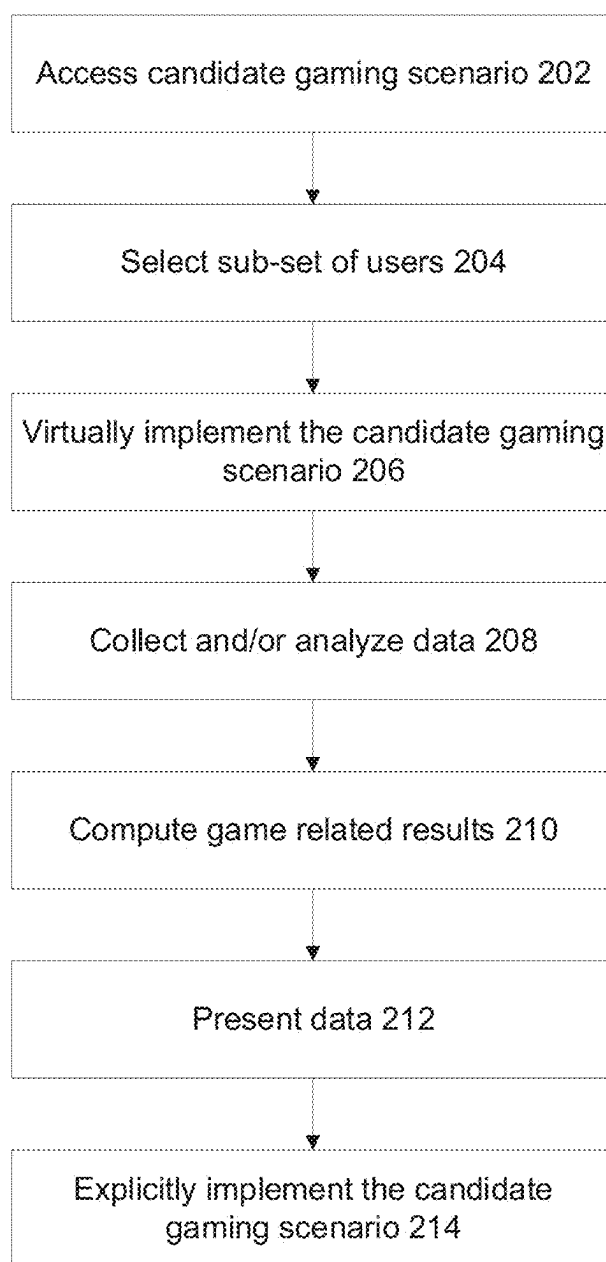 Access candidate gaming scenario 202
Select sub-set of users 204
Virtually implement the candidate gaming
scenario 206
Collect and/or analyze data 208
Compute game related results 210
Present data 212
Explicitly implement the candidate
gaming scenario 214